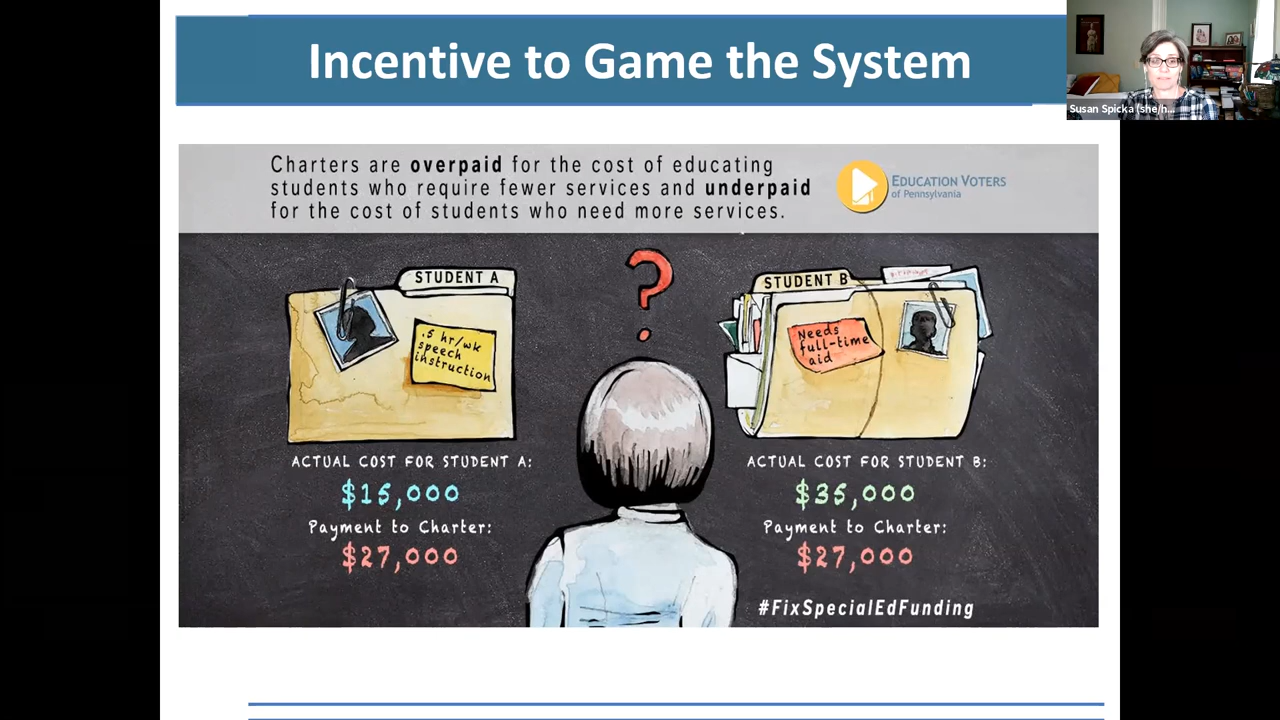 Incentive to Game the System
Susan Spicka (she/h...
Charters are overpaid for the cost of educating
students who require fewer services and underpaid
for the cost of students who need more services.
EDUCATION VOTERS
of Pennsylvania
?
STUDENT A
.5 hr/wk
speech
instruction
STUDENT B
Needs
full-time
aid
ACTUAL COST FOR STUDENT A:
$15,000
Payment to Charter:
$27,000
ACTUAL COST FOR STUDENT B:
$35,000
Payment to Charter:
$27,000
#FixSpecialEdFunding